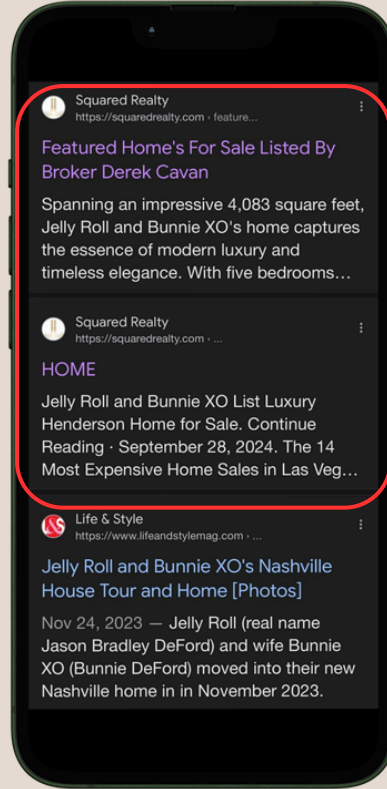 Squared Realty
https://squaredrealty.com › feature...
Featured Home's For Sale Listed By
Broker Derek Cavan
Spanning an impressive 4,083 square feet,
Jelly Roll and Bunnie XO's home captures
the essence of modern luxury and
timeless elegance. With five bedrooms...
Squared Realty
https://squaredrealty.com › ...
HOME
Jelly Roll and Bunnie XO List Luxury
Henderson Home for Sale. Continue
Reading · September 28, 2024. The 14
Most Expensive Home Sales in Las Veg...
Life & Style
https://www.lifeandstylemag.com › ...
Jelly Roll and Bunnie XO's Nashville
House Tour and Home [Photos]
Nov 24, 2023 — Jelly Roll (real name
Jason Bradley DeFord) and wife Bunnie
XO (Bunnie DeFord) moved into their new
Nashville home in in November 2023.